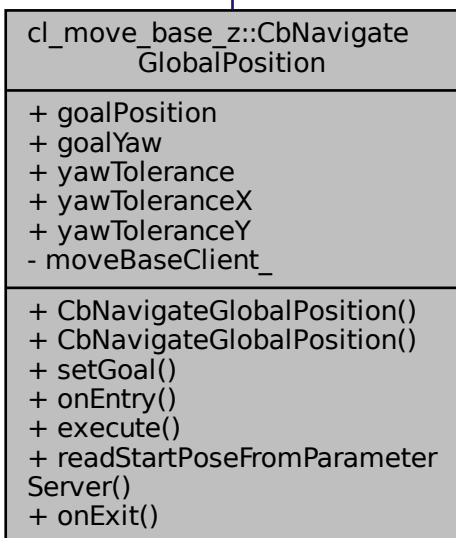 cl_move_base_z::CbNavigate
GlobalPosition
+ goalPosition
+ goalYaw
+ yawTolerance
+ yawToleranceX
+ yawToleranceY
- moveBaseClient_
+ CbNavigateGlobalPosition()
+ CbNavigateGlobalPosition()
+ setGoal()
+ onEntry()
+ execute()
+ readStartPoseFromParameter
Server()
+ onExit()